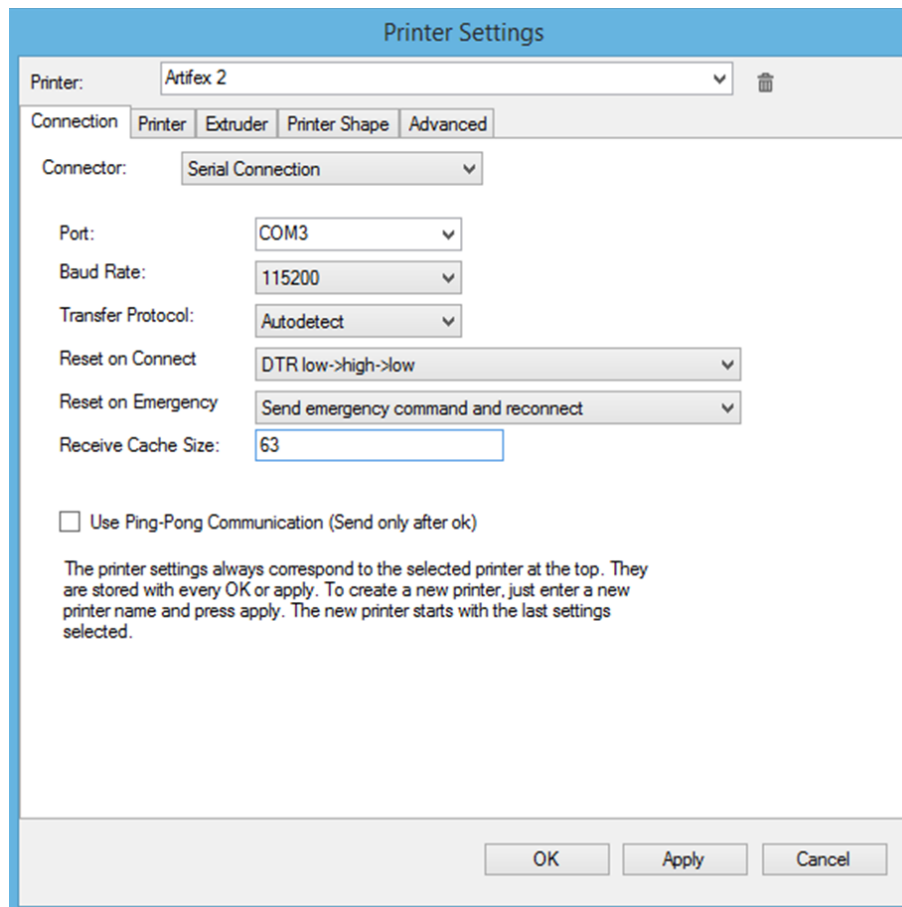 Printer Settings
Printer: Artifex 2
Connection Printer Extruder Printer Shape Advanced
Connector: Serial Connection
Port: COM3
Baud Rate: 115200
Transfer Protocol: Autodetect
Reset on Connect DTR low->high->low
Reset on Emergency Send emergency command and reconnect
Receive Cache Size: 63
Use Ping-Pong Communication (Send only after ok)
The printer settings always correspond to the selected printer at the top. They
are stored with every OK or apply. To create a new printer, just enter a new
printer name and press apply. The new printer starts with the last settings
selected.
OK Apply Cancel